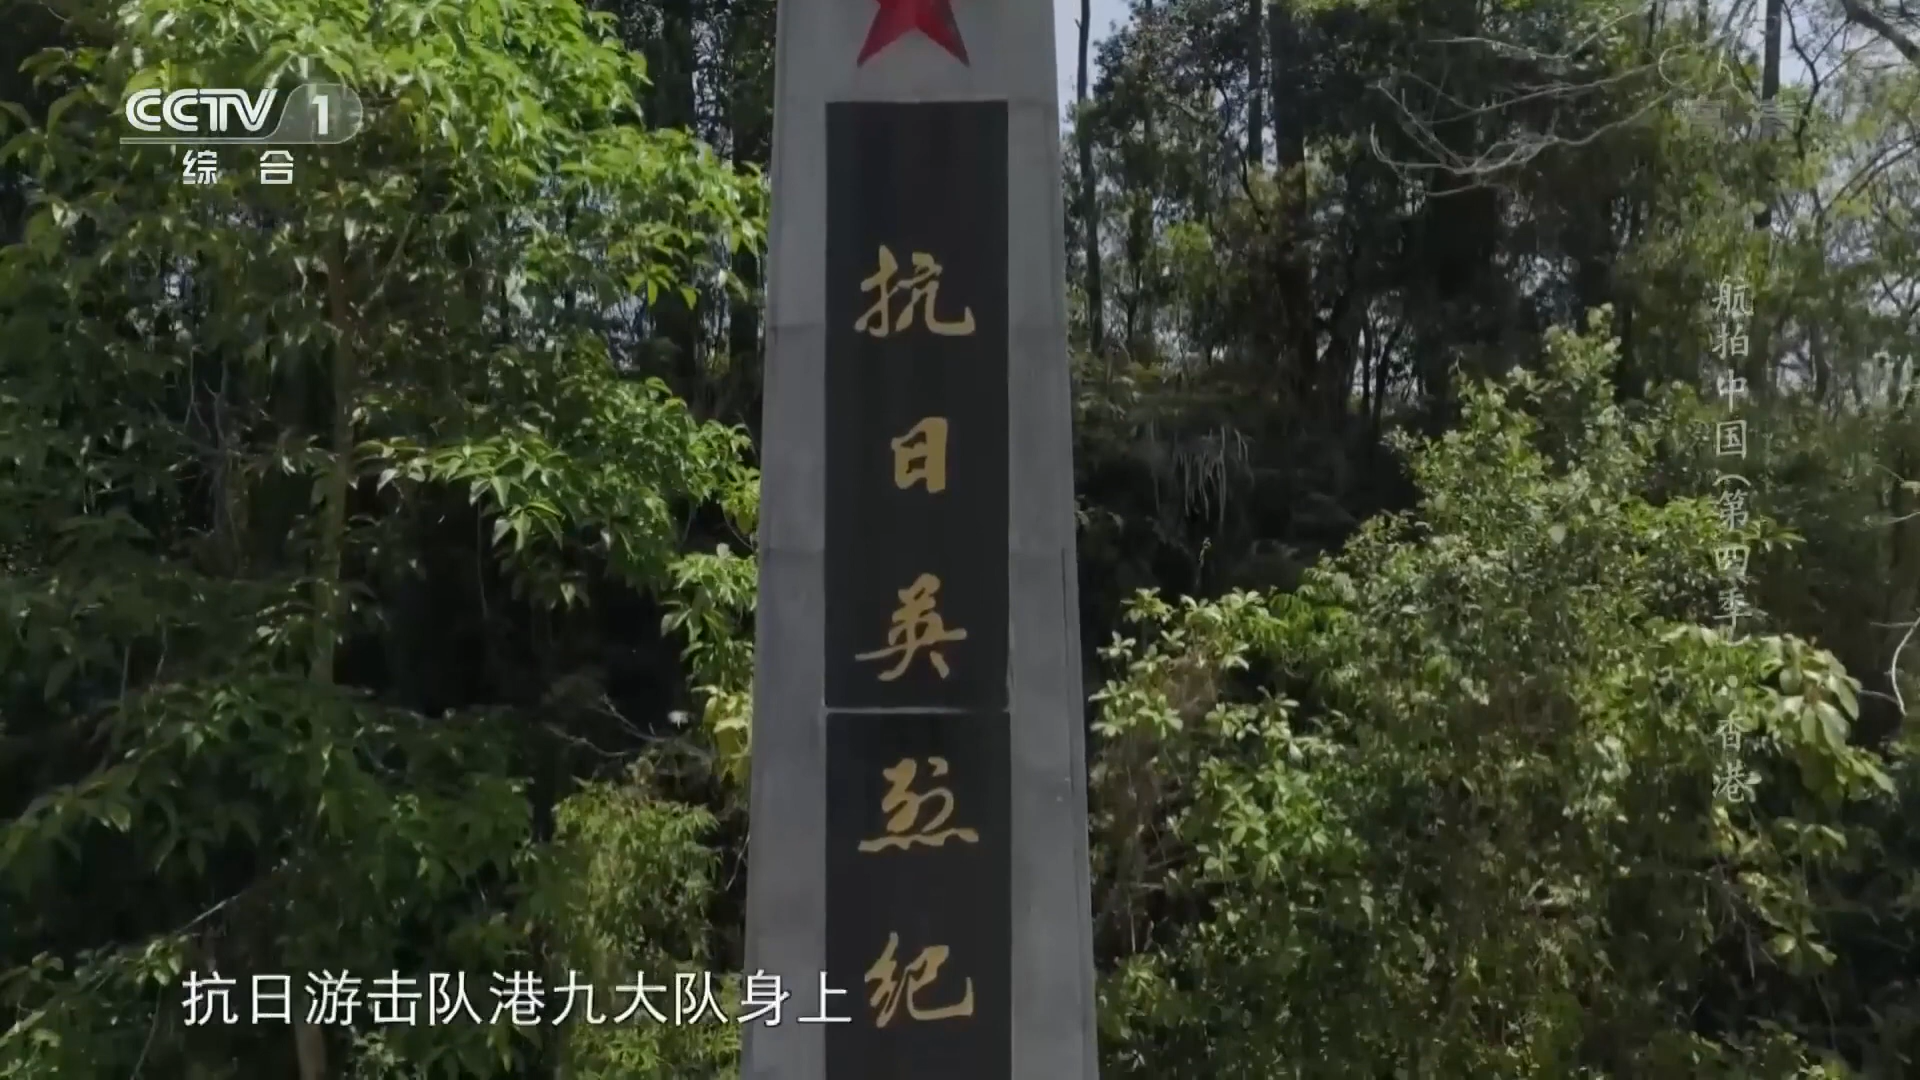 CCTV 1
综合
抗日英烈纪
航拍中国（第四季）·香港
抗日游击队港九大队身上